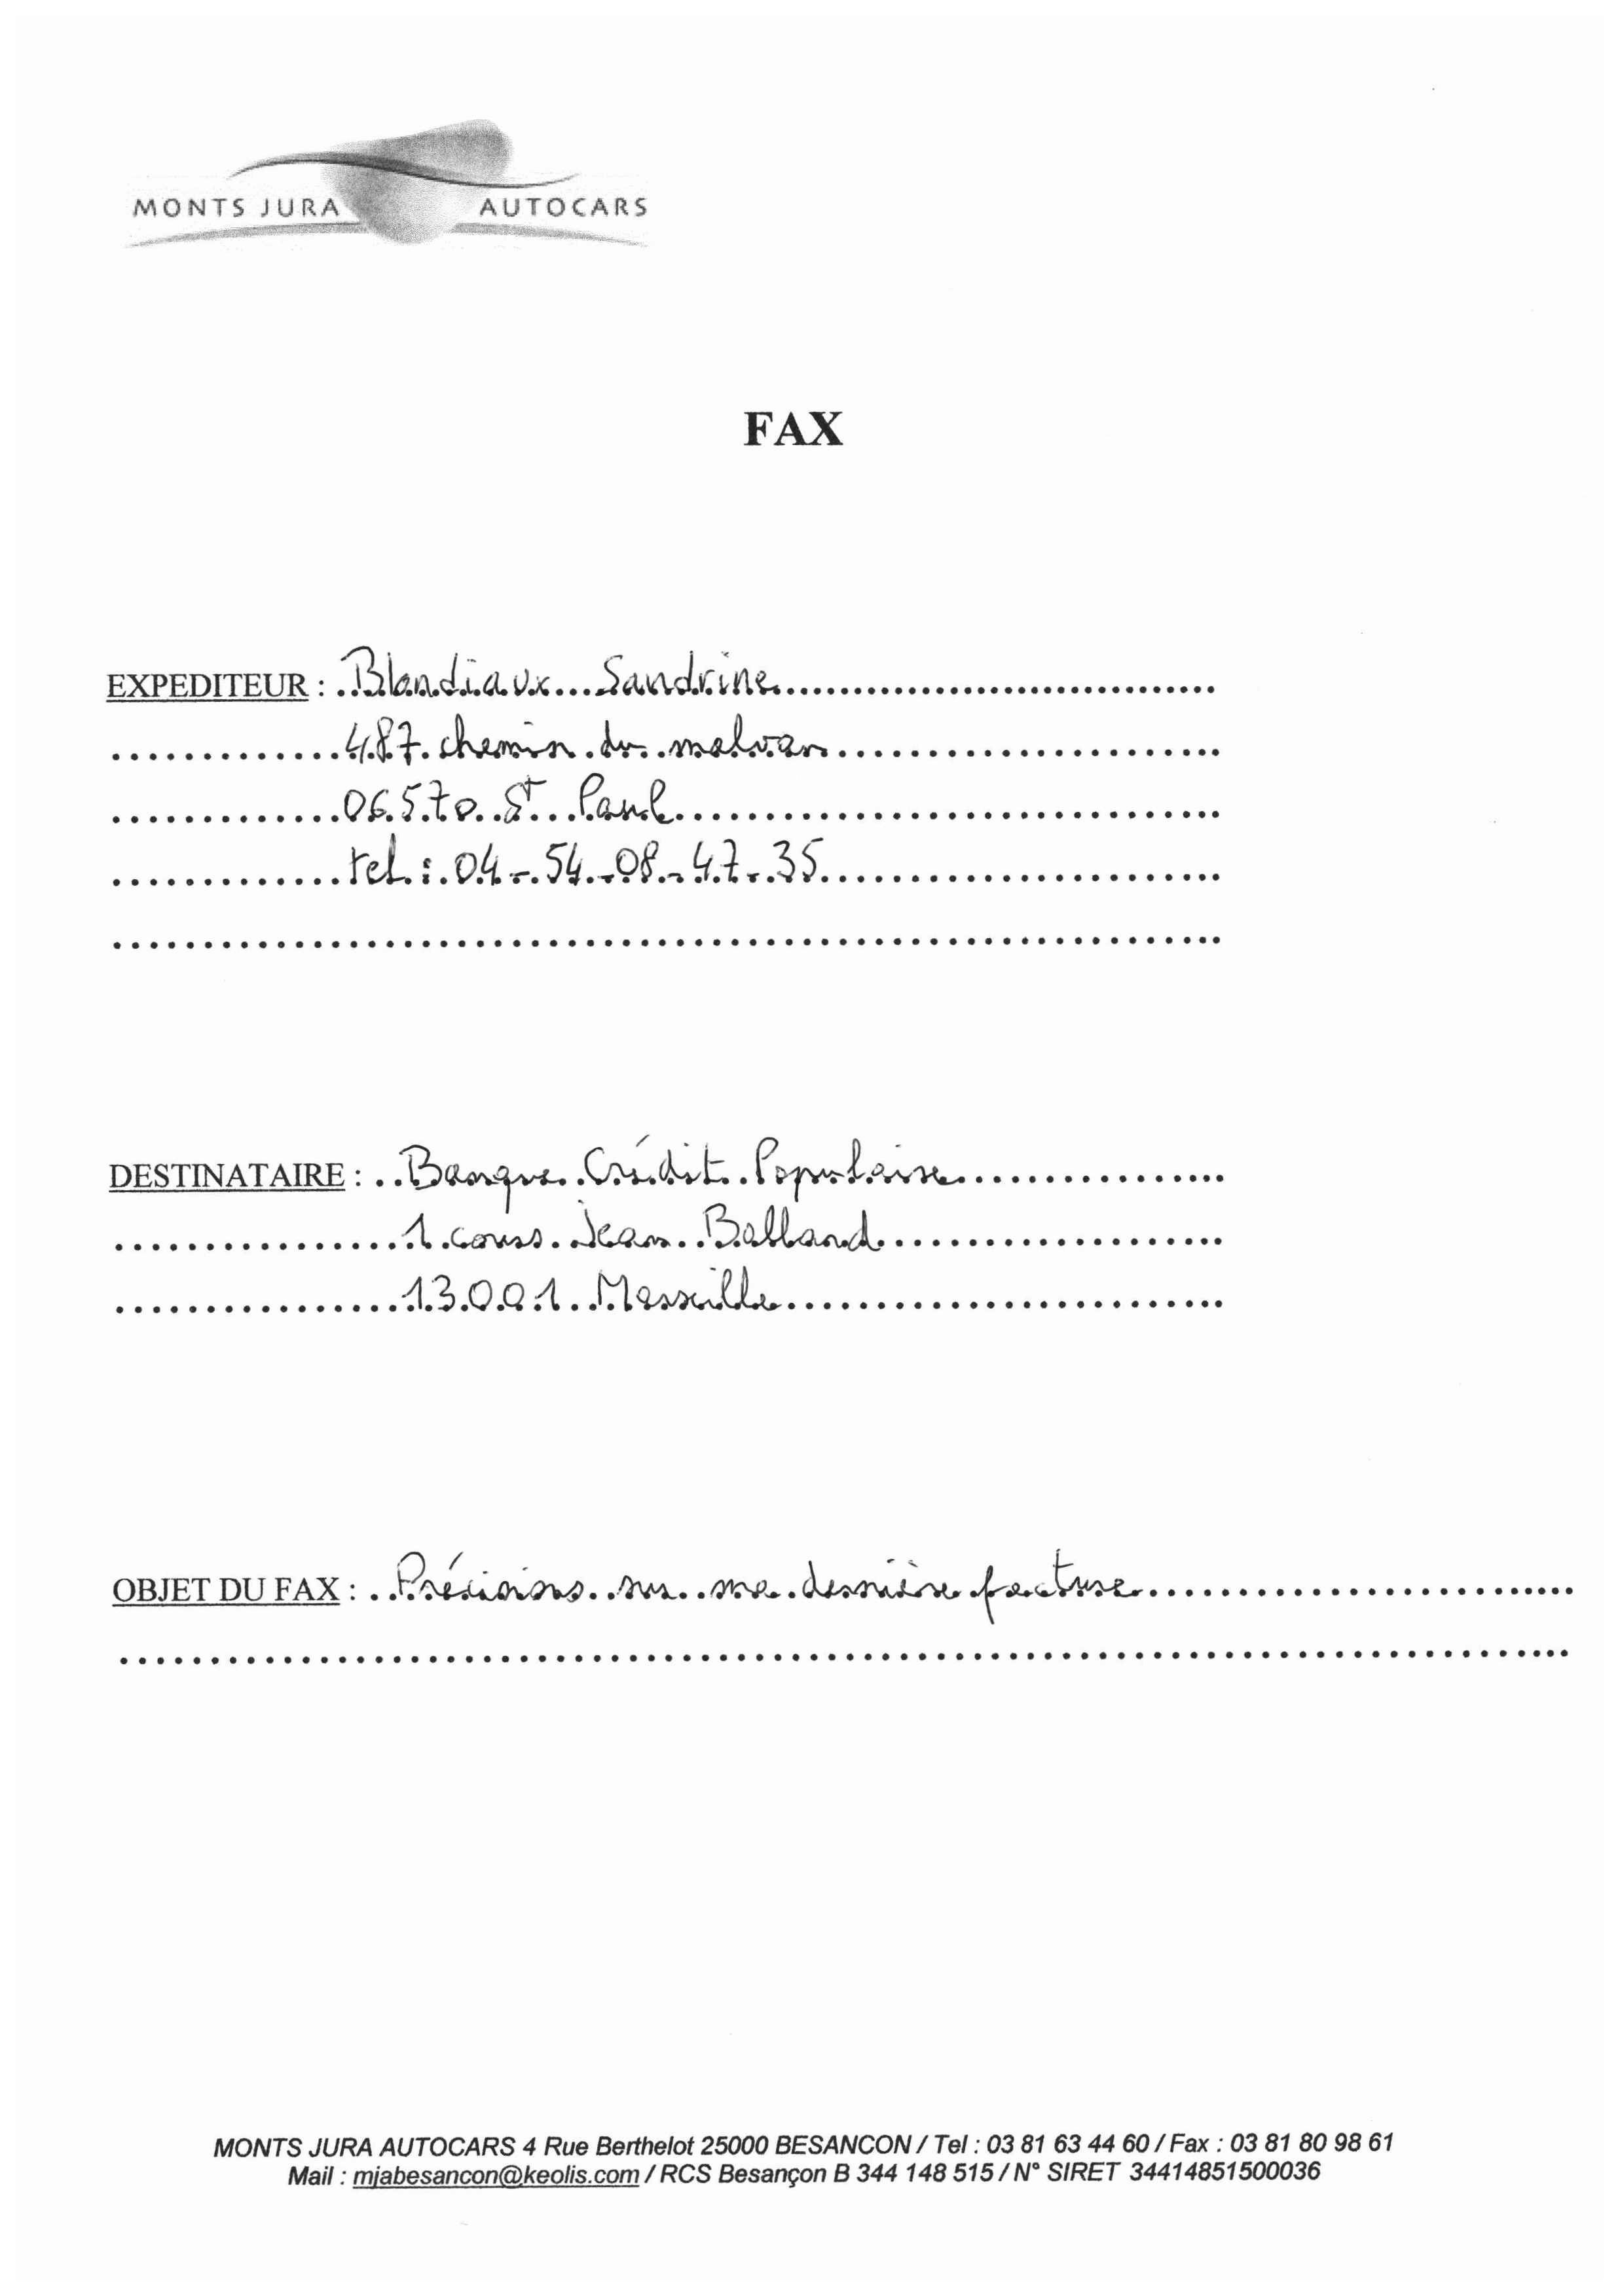 MONTS JURA AUTOCARS
FAX
EXPEDITEUR : Blandiaux Sandrine
487 chemin du malvan
06570 St Paul
tel : 04-54-08-47-35
DESTINATAIRE : Banque Crédit Populaire
1 cours Jean Balland
13001 Marseille
OBJET DU FAX : Précisions sur ma dernière facture
MONTS JURA AUTOCARS 4 Rue Berthelot 25000 BESANCON / Tel : 03 81 63 44 60 / Fax : 03 81 80 98 61
Mail : mjabesancon@keolis.com / RCS Besançon B 344 148 515 / N° SIRET 34414851500036